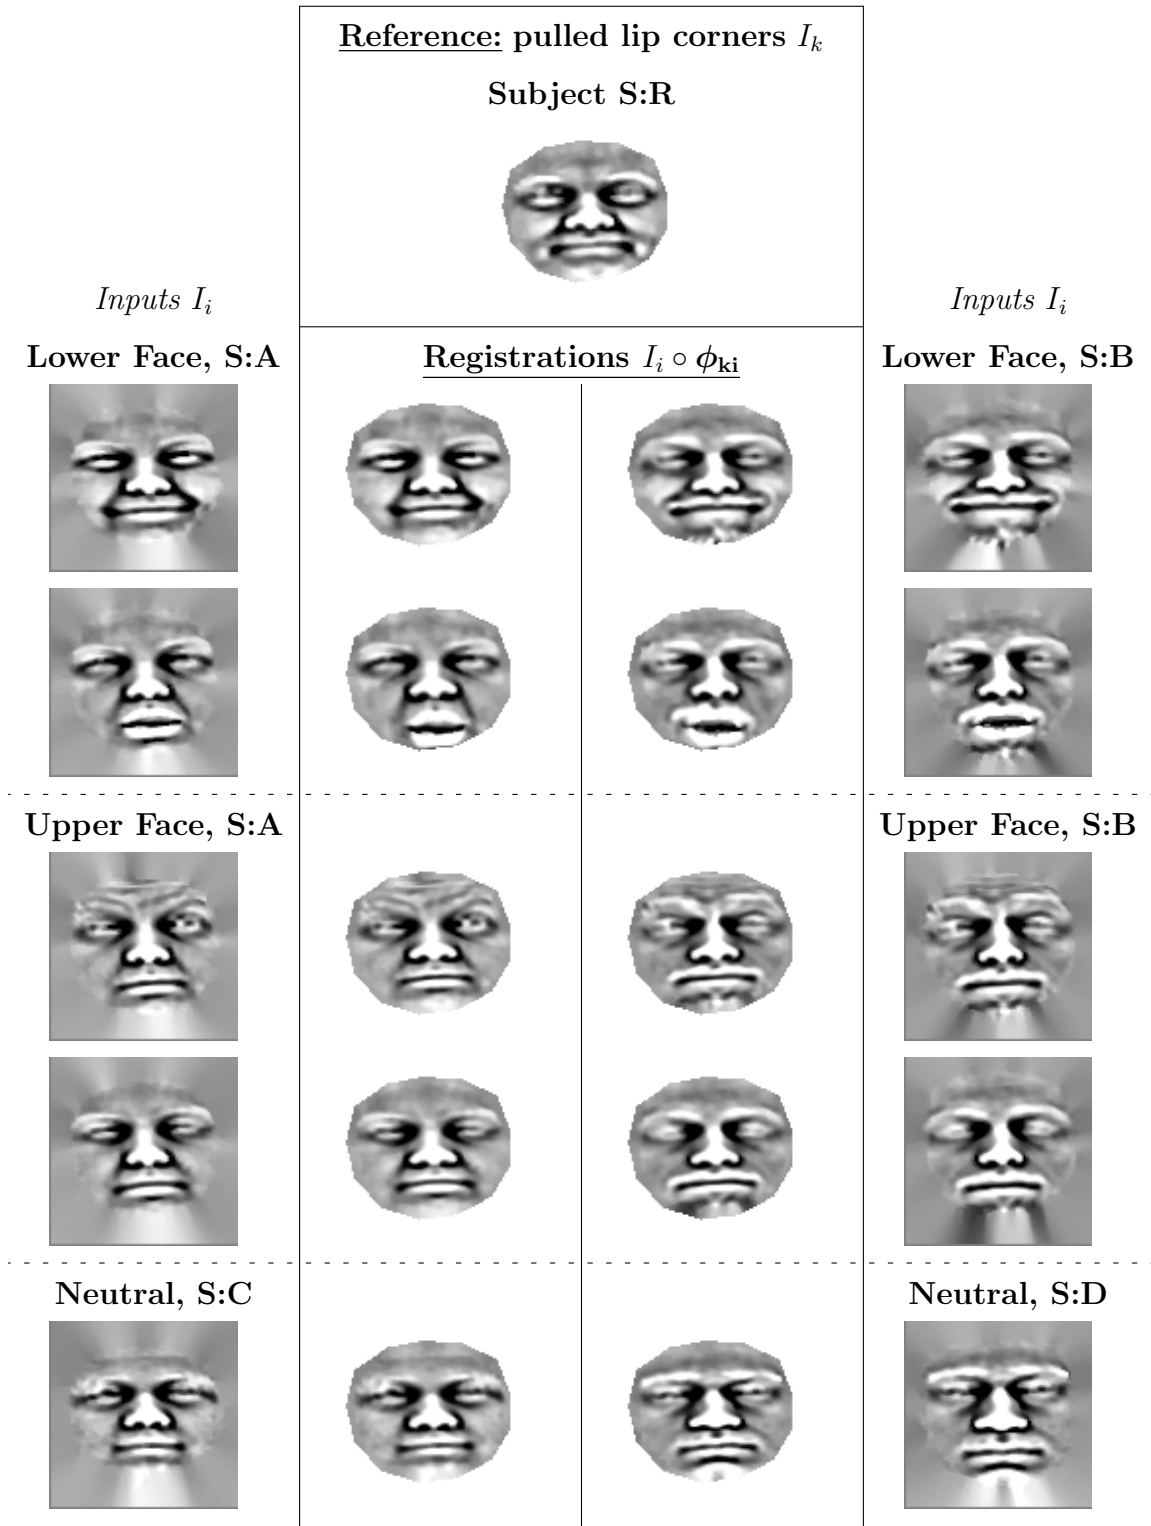 Reference: pulled lip corners I_k
Subject S:R
Inputs I_i
Inputs I_i
Lower Face, S:A
Registrations I_i ∘ ϕ_ki
Lower Face, S:B
Upper Face, S:A
Upper Face, S:B
Neutral, S:C
Neutral, S:D